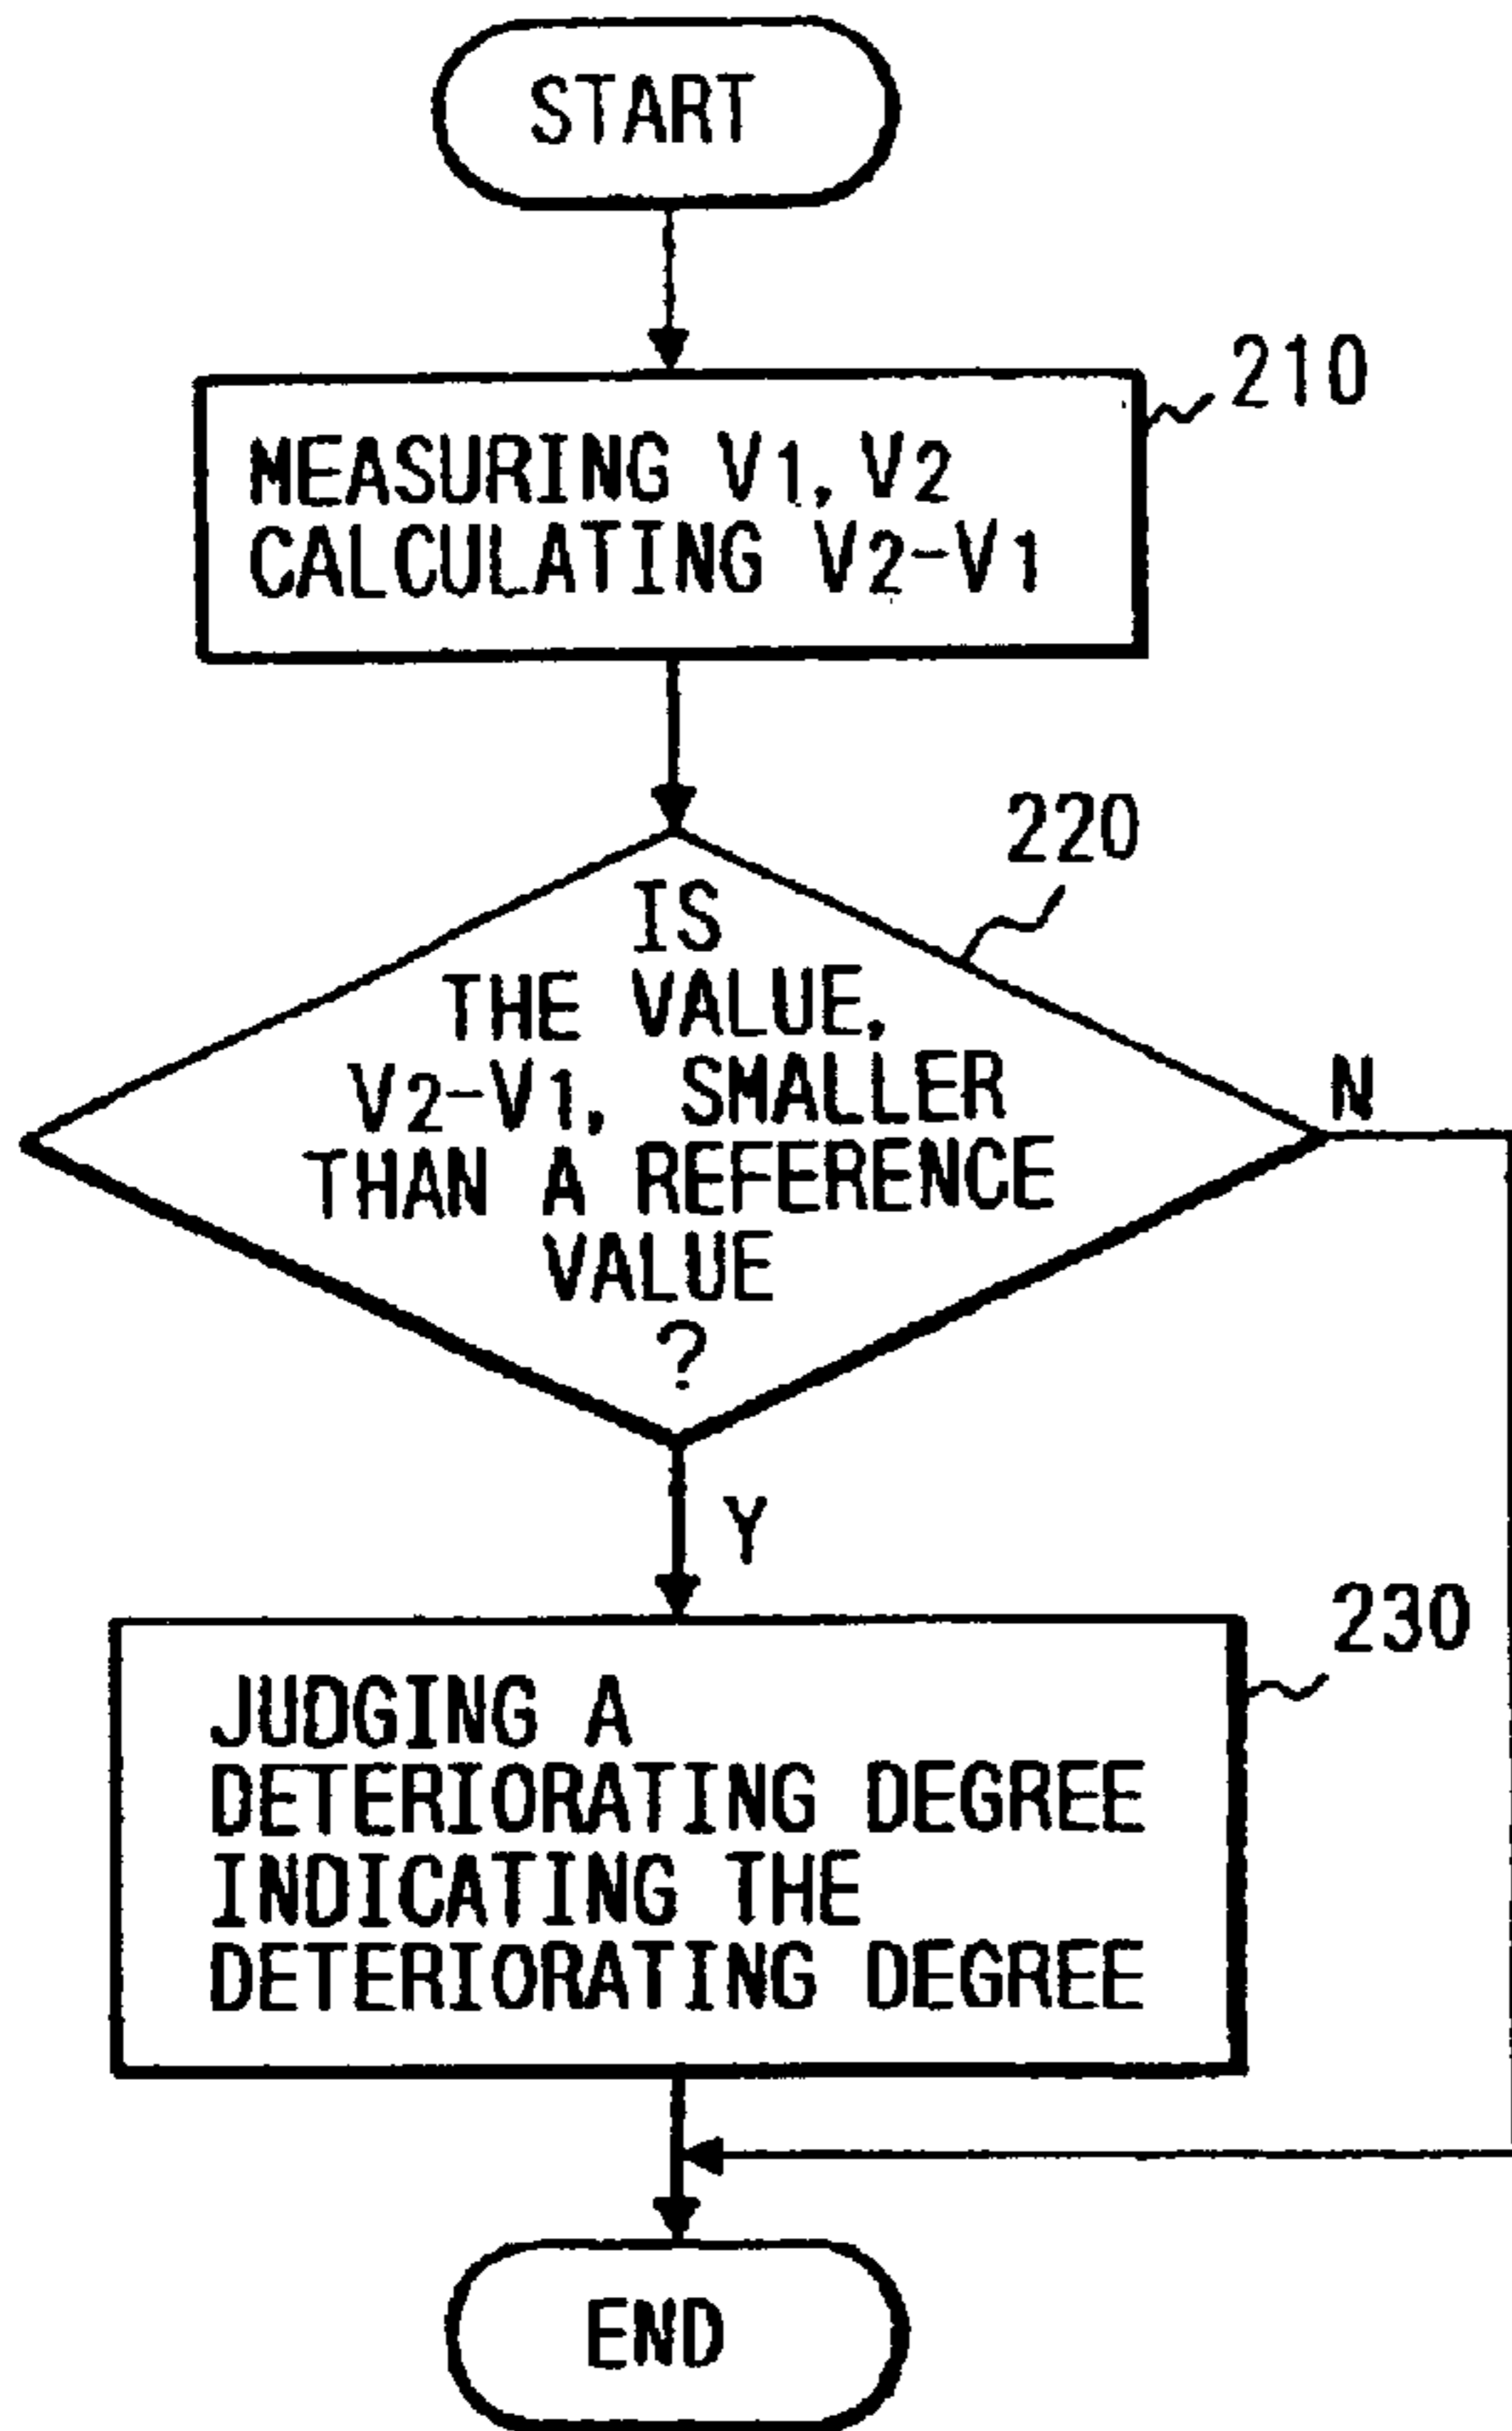 START
210
MEASURING V1,V2
CALCULATING V2-V1
220
IS
THE VALUE,
V2-V1, SMALLER
THAN A REFERENCE
VALUE
?
N
Y
230
JUDGING A
DETERIORATING DEGREE
INDICATING THE
DETERIORATING DEGREE
END